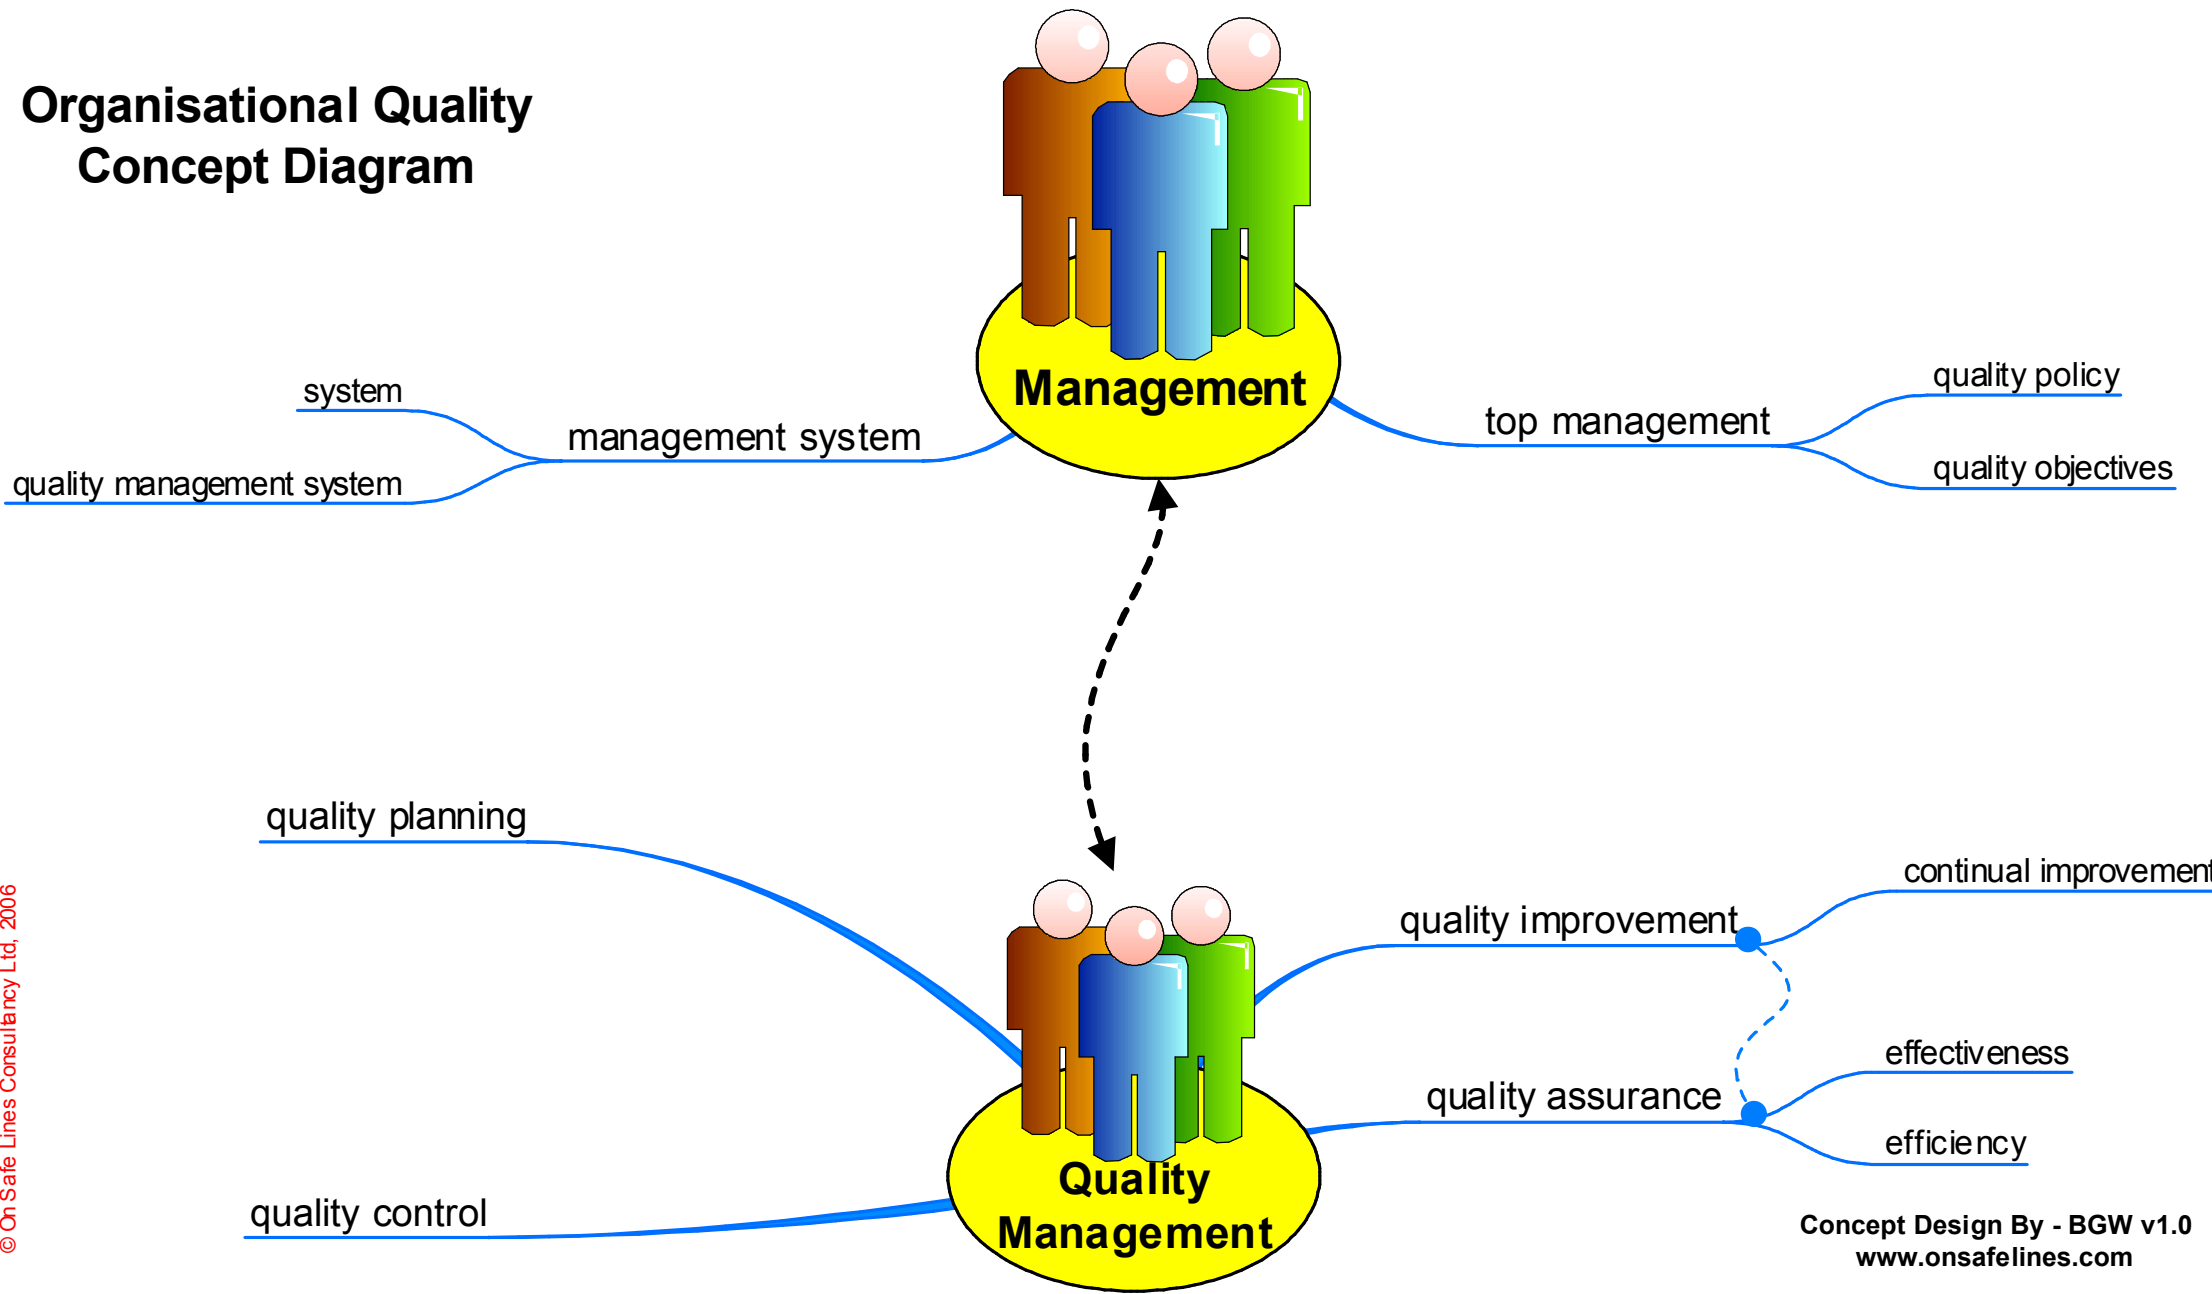 Organisational Quality
Concept Diagram
Management
system
management system
quality management system
top management
quality policy
quality objectives
quality planning
quality control
Quality
Management
quality improvement
continual improvement
quality assurance
effectiveness
efficiency
© On Safe Lines Consultancy Ltd, 2006
Concept Design By - BGW v1.0
www.onsafelines.com